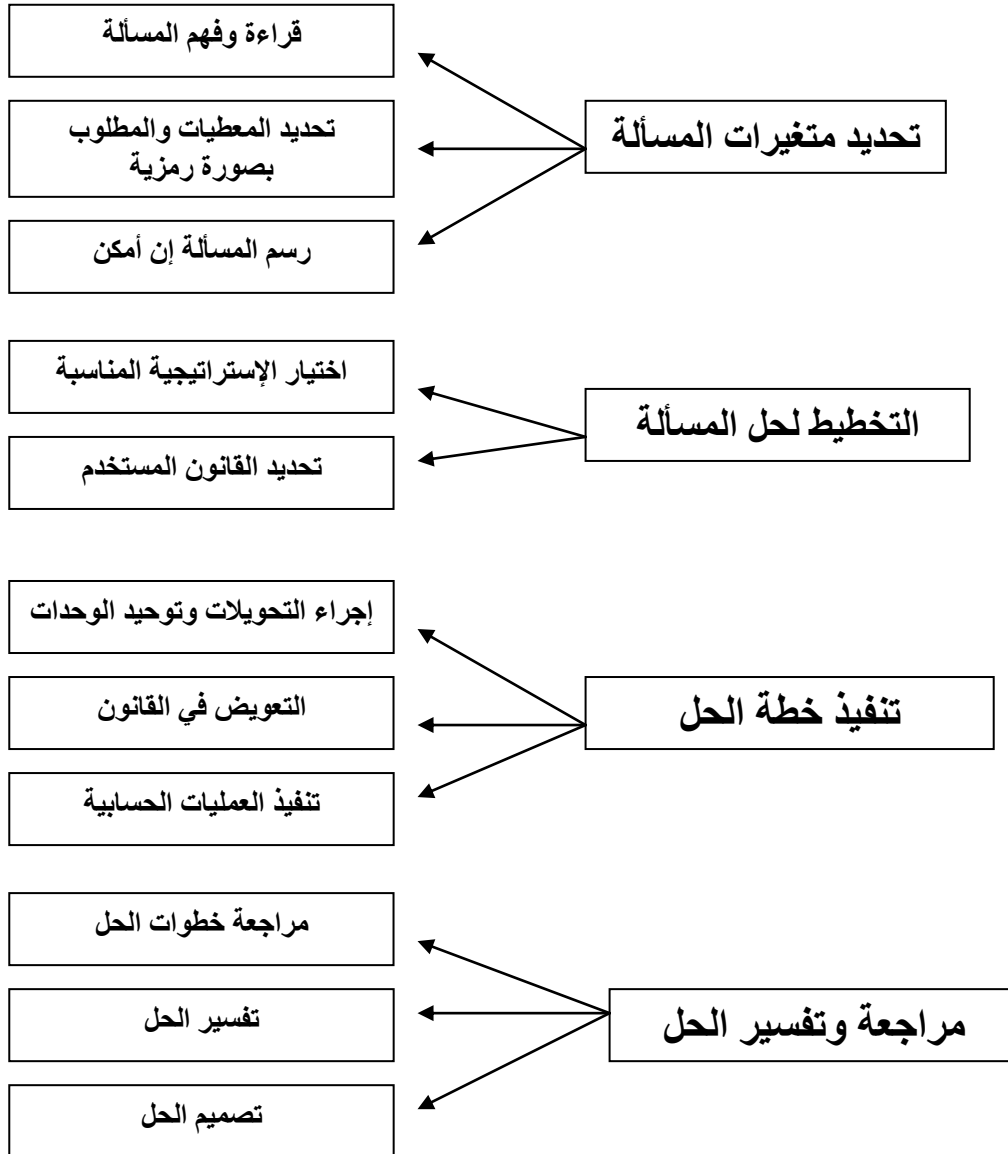 تحديد متغيرات المسألة
قراءة وفهم المسألة
تحديد المعطيات والمطلوب
بصورة رمزية
رسم المسألة إن أمكن
التخطيط لحل المسألة
اختيار الإستراتيجية المناسبة
تحديد القانون المستخدم
تنفيذ خطة الحل
إجراء التحويلات وتوحيد الوحدات
التعويض في القانون
تنفيذ العمليات الحسابية
مراجعة وتفسير الحل
مراجعة خطوات الحل
تفسير الحل
تصميم الحل